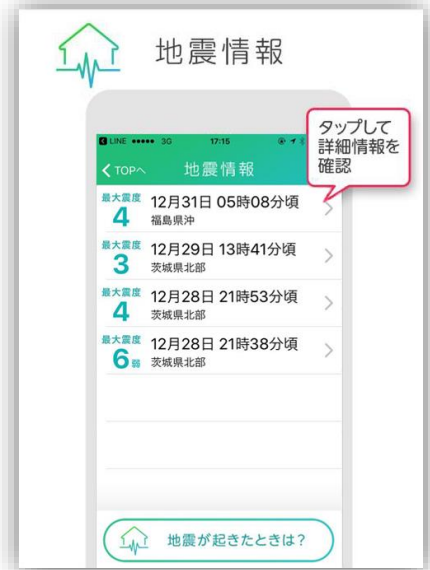 地震情報
タップして
詳細情報を
確認
LINE 3G 17:15
TOPへ 地震情報
最大震度
4
12月31日 05時08分頃
福島県沖
最大震度
3
12月29日 13時41分頃
茨城県北部
最大震度
4
12月28日 21時53分頃
茨城県北部
最大震度
6弱
12月28日 21時38分頃
茨城県北部
地震が起きたときは?